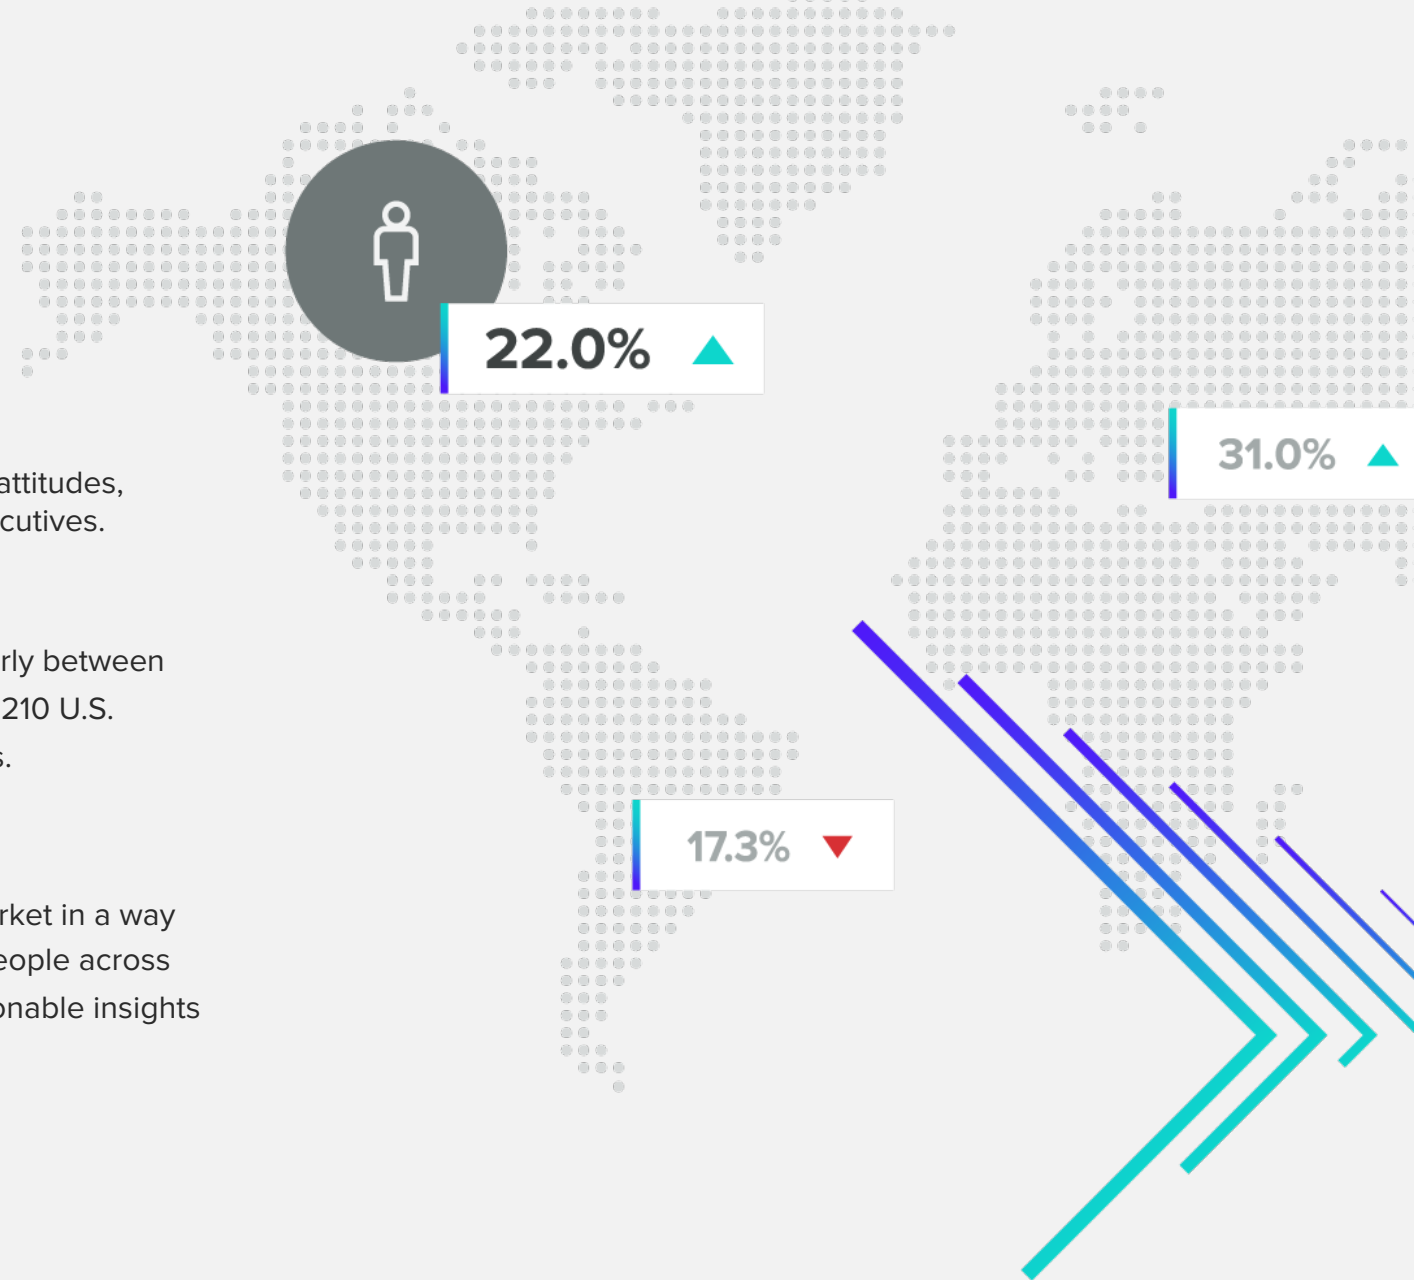 22.0%
31.0%
attitudes,
cutives.
rly between
210 U.S.
s.
17.3%
rket in a way
eople across
onable insights